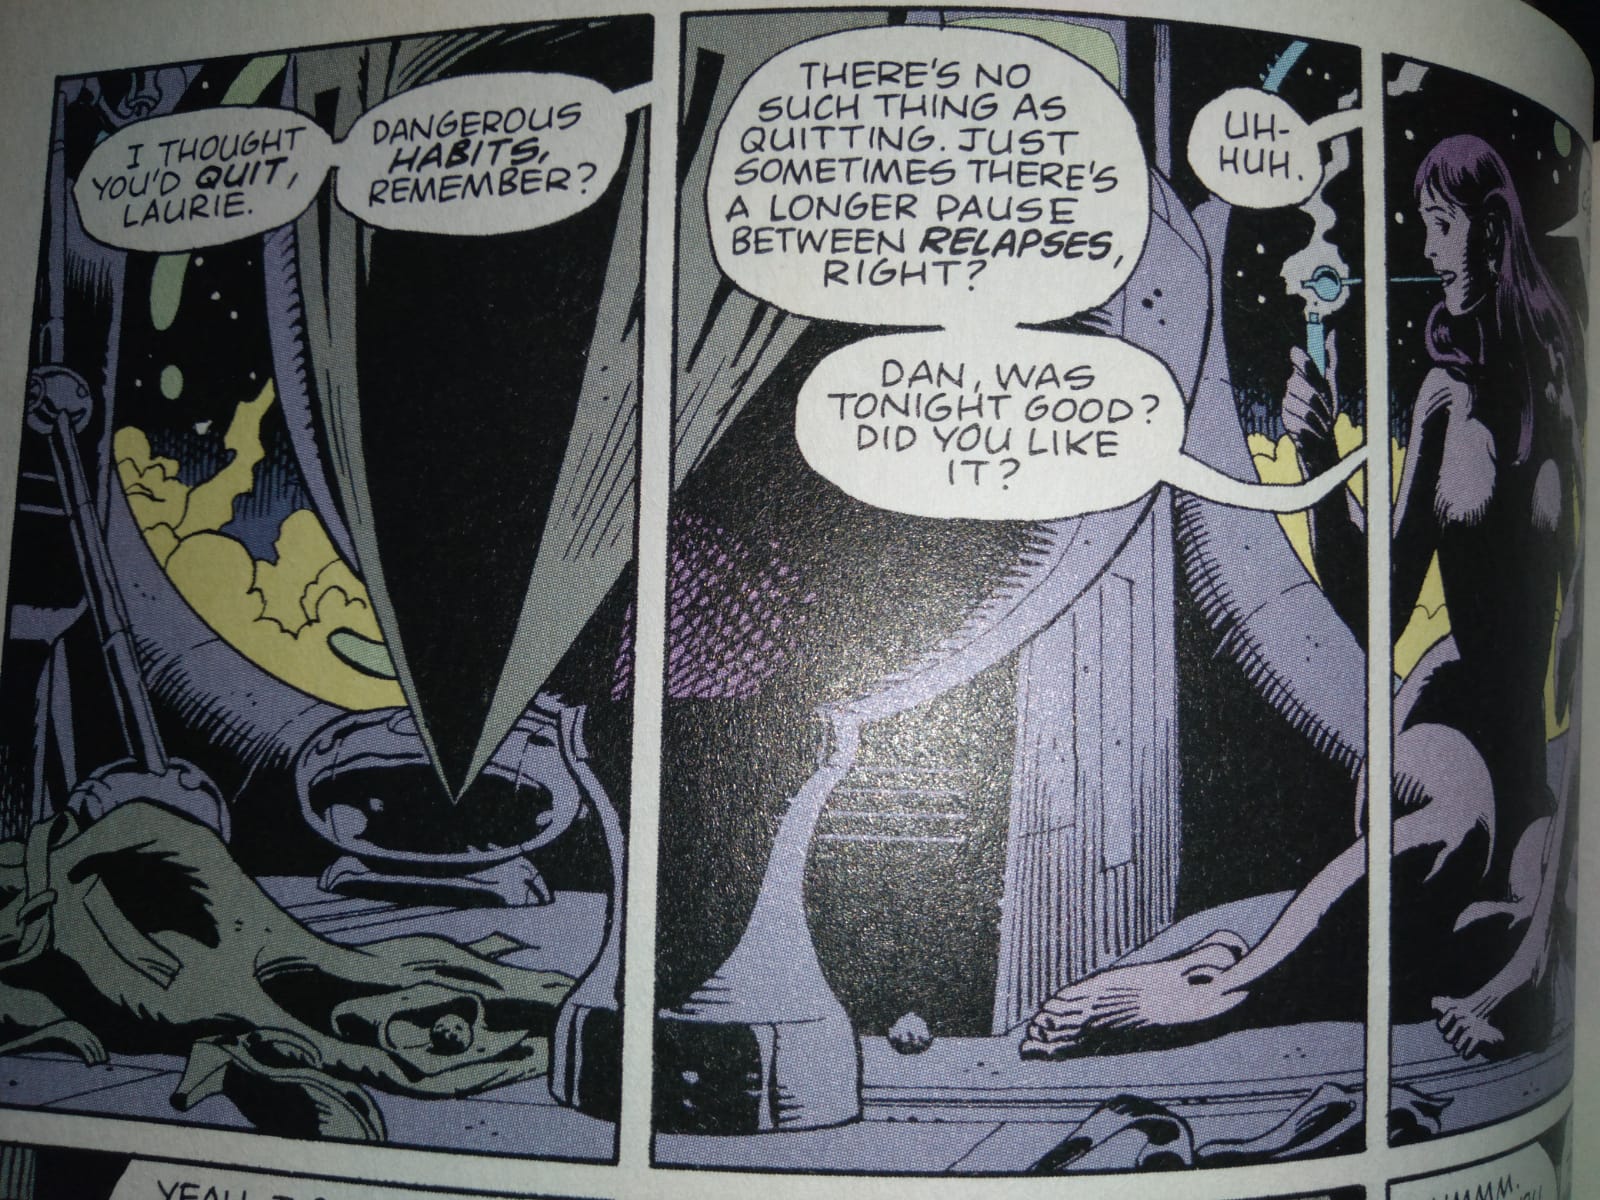 I THOUGHT
YOU'D QUIT,
LAURIE.
DANGEROUS
HABITS,
REMEMBER?
THERE'S NO
SUCH THING AS
QUITTING. JUST
SOMETIMES THERE'S
A LONGER PAUSE
BETWEEN RELAPSES,
RIGHT?
UH-
HUH.
DAN, WAS
TONIGHT GOOD?
DID YOU LIKE
IT?
YEAH